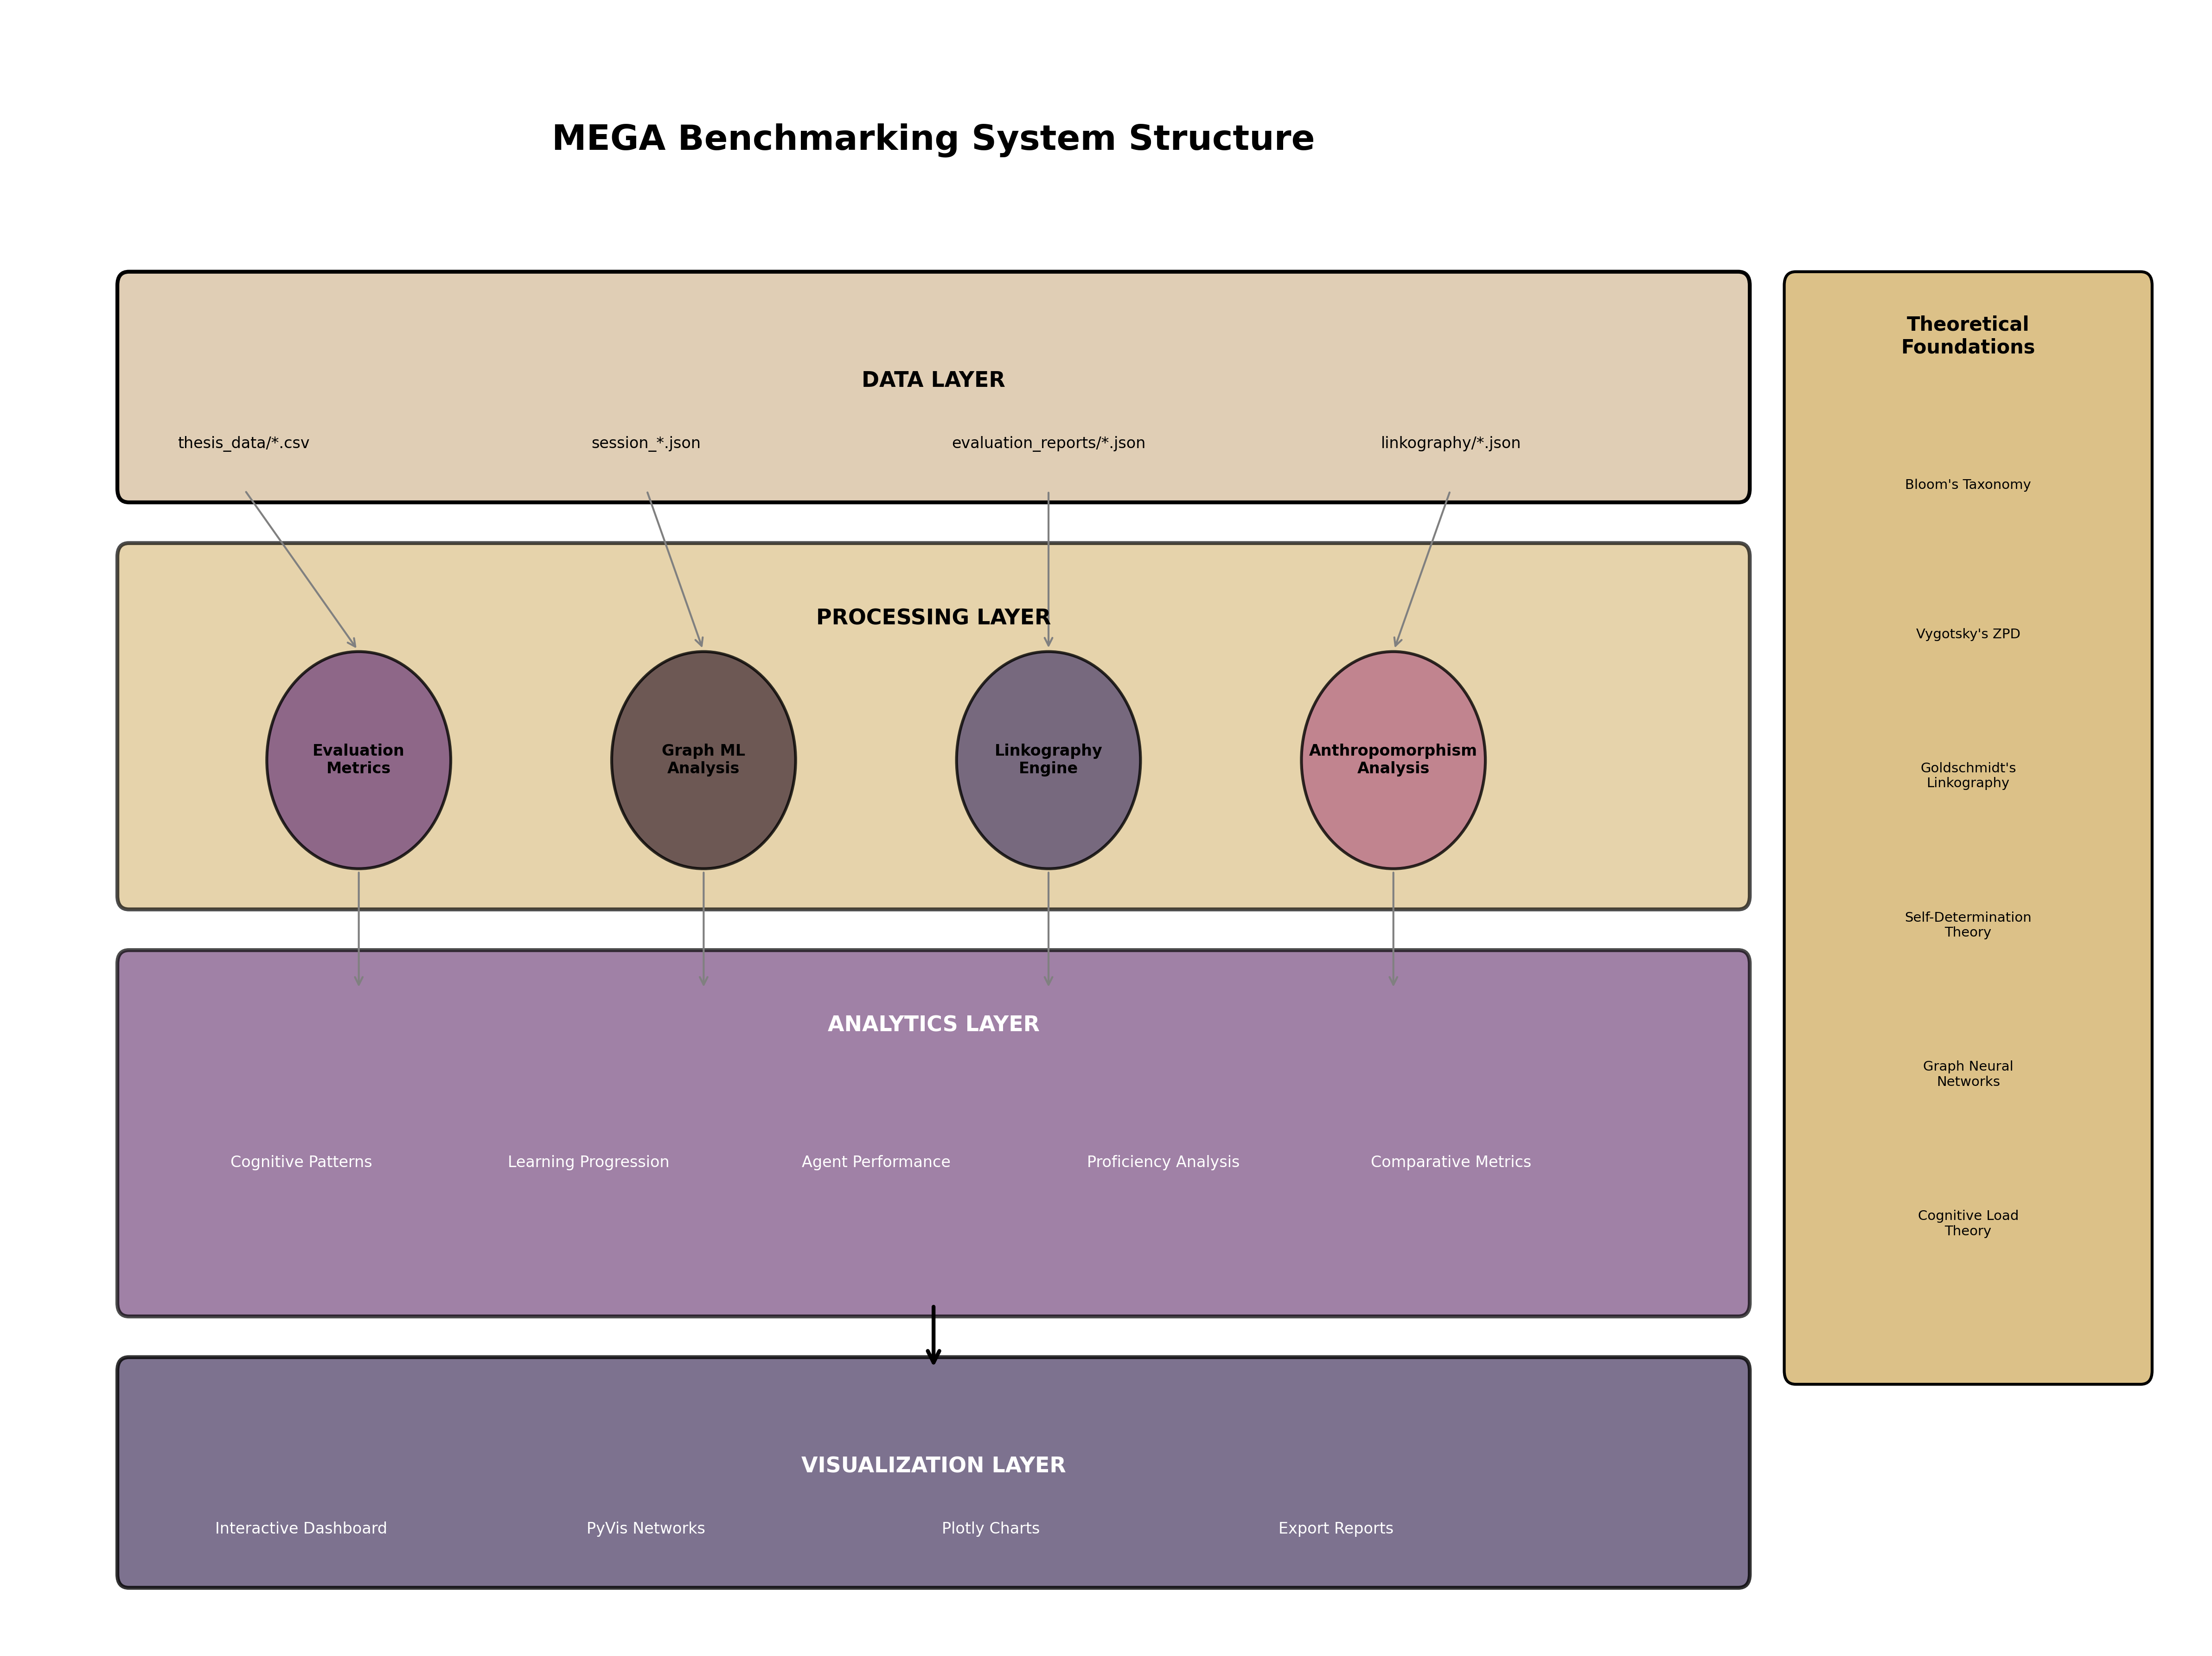 MEGA Benchmarking System Structure
DATA LAYER
thesis_data/*.csv
session_*.json
evaluation_reports/*.json
linkography/*.json
PROCESSING LAYER
Evaluation
Metrics
Graph ML
Analysis
Linkography
Engine
Anthropomorphism
Analysis
ANALYTICS LAYER
Cognitive Patterns
Learning Progression
Agent Performance
Proficiency Analysis
Comparative Metrics
VISUALIZATION LAYER
Interactive Dashboard
PyVis Networks
Plotly Charts
Export Reports
Theoretical
Foundations
Bloom's Taxonomy
Vygotsky's ZPD
Goldschmidt's
Linkography
Self-Determination
Theory
Graph Neural
Networks
Cognitive Load
Theory